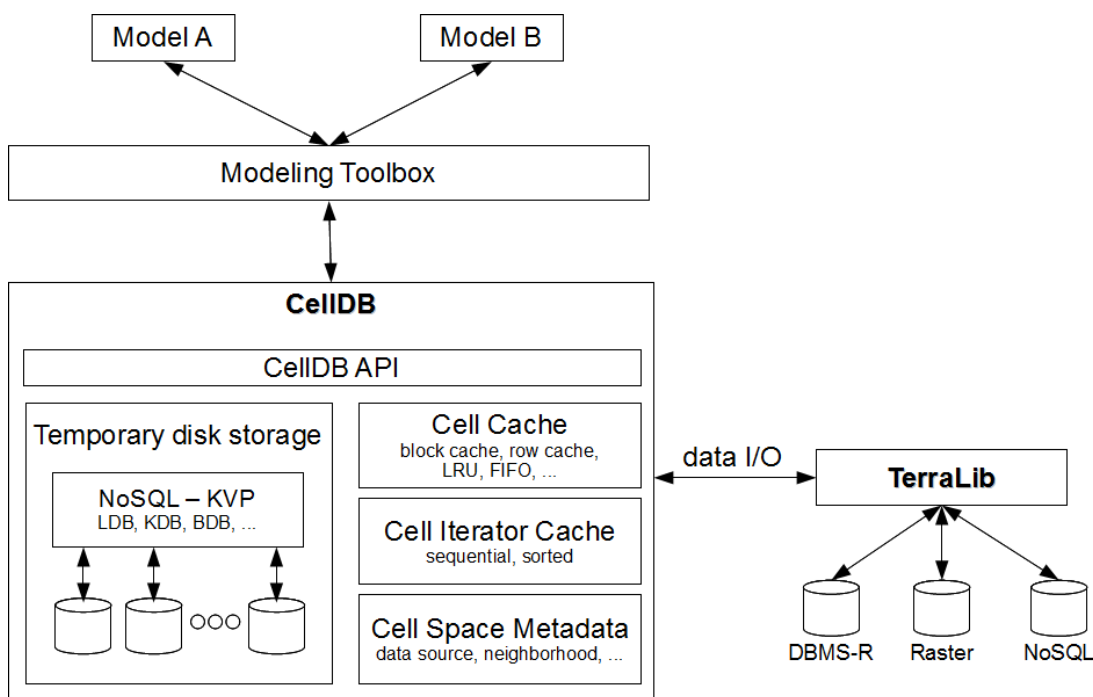 Model A
Model B
Modeling Toolbox
CellDB
CellDB API
Temporary disk storage
NoSQL – KVP
LDB, KDB, BDB, ...
Cell Cache
block cache, row cache,
LRU, FIFO, ...
Cell Iterator Cache
sequential, sorted
Cell Space Metadata
data source, neighborhood, ...
data I/O
TerraLib
DBMS-R
Raster
NoSQL